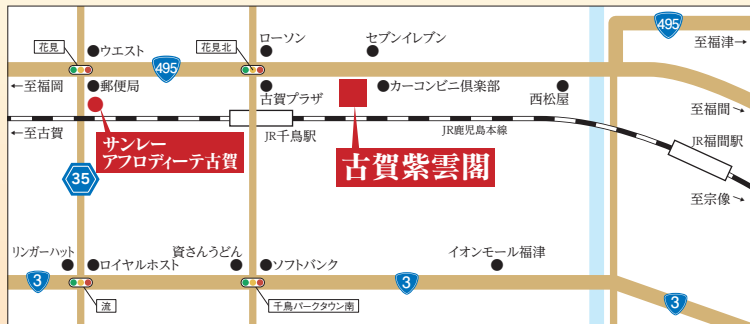 花見
花見北
ウエスト
ローソン
セブンイレブン
495
至福津→
495
←至福岡
郵便局
古賀プラザ
カーコンビニ倶楽部
西松屋
至福間→
←至古賀
サンレー
アフロディーテ古賀
JR千鳥駅
JR鹿児島本線
JR福間駅
古賀紫雲閣
35
至宗像→
リンガーハット
ロイヤルホスト
資さんうどん
ソフトバンク
イオンモール福津
3
3
3
流
千鳥パークタウン南